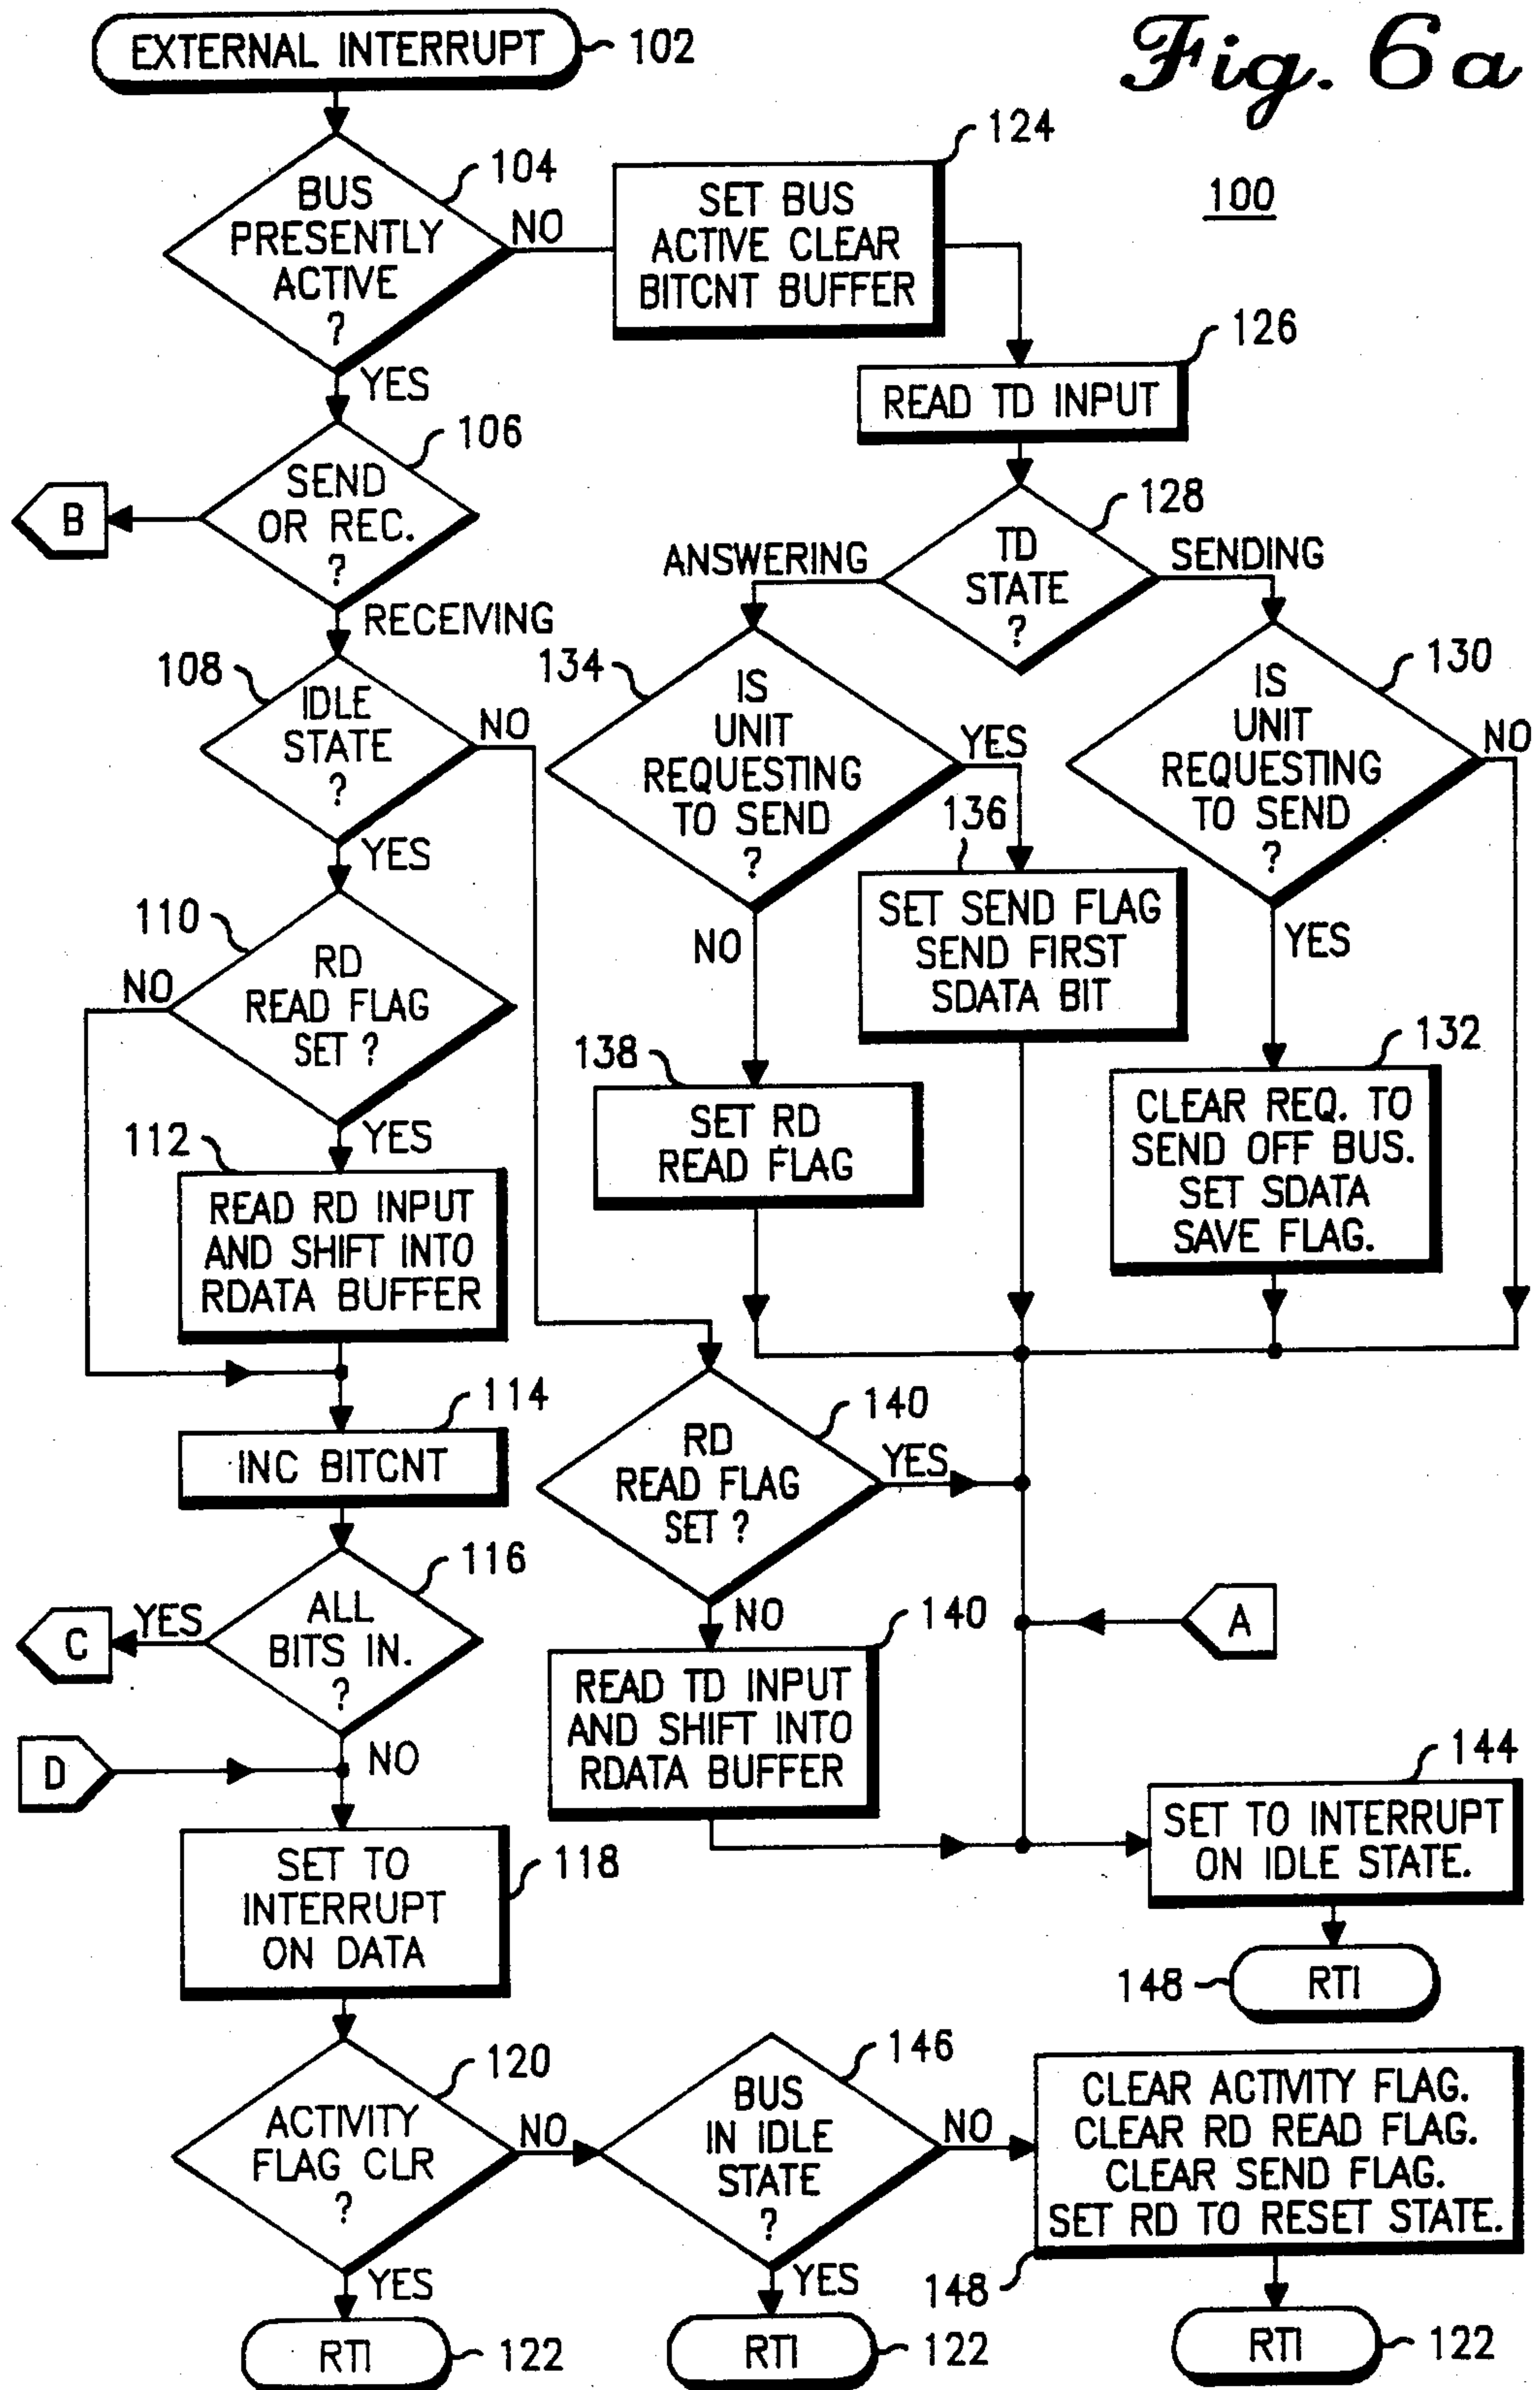 Fig. 6a
100
EXTERNAL INTERRUPT
102
BUS
PRESENTLY
ACTIVE
?
104
NO
YES
SET BUS
ACTIVE CLEAR
BITCNT BUFFER
124
READ TD INPUT
126
SEND
OR REC.
?
106
B
RECEIVING
TD
STATE
?
128
ANSWERING
SENDING
IDLE
STATE
?
108
NO
YES
IS
UNIT
REQUESTING
TO SEND
?
134
YES
NO
IS
UNIT
REQUESTING
TO SEND
?
130
NO
YES
SET SEND FLAG
SEND FIRST
SDATA BIT
136
RD
READ FLAG
SET ?
110
NO
YES
SET RD
READ FLAG
138
CLEAR REQ. TO
SEND OFF BUS.
SET SDATA
SAVE FLAG.
132
READ RD INPUT
AND SHIFT INTO
RDATA BUFFER
112
INC BITCNT
114
RD
READ FLAG
SET ?
140
YES
NO
ALL
BITS IN.
?
116
YES
C
NO
D
READ TD INPUT
AND SHIFT INTO
RDATA BUFFER
140
A
SET TO INTERRUPT
ON IDLE STATE.
144
RTI
148
SET TO
INTERRUPT
ON DATA
118
ACTIVITY
FLAG CLR
?
120
NO
YES
BUS
IN IDLE
STATE
?
146
NO
YES
CLEAR ACTIVITY FLAG.
CLEAR RD READ FLAG.
CLEAR SEND FLAG.
SET RD TO RESET STATE.
148
RTI
122
RTI
122
RTI
122